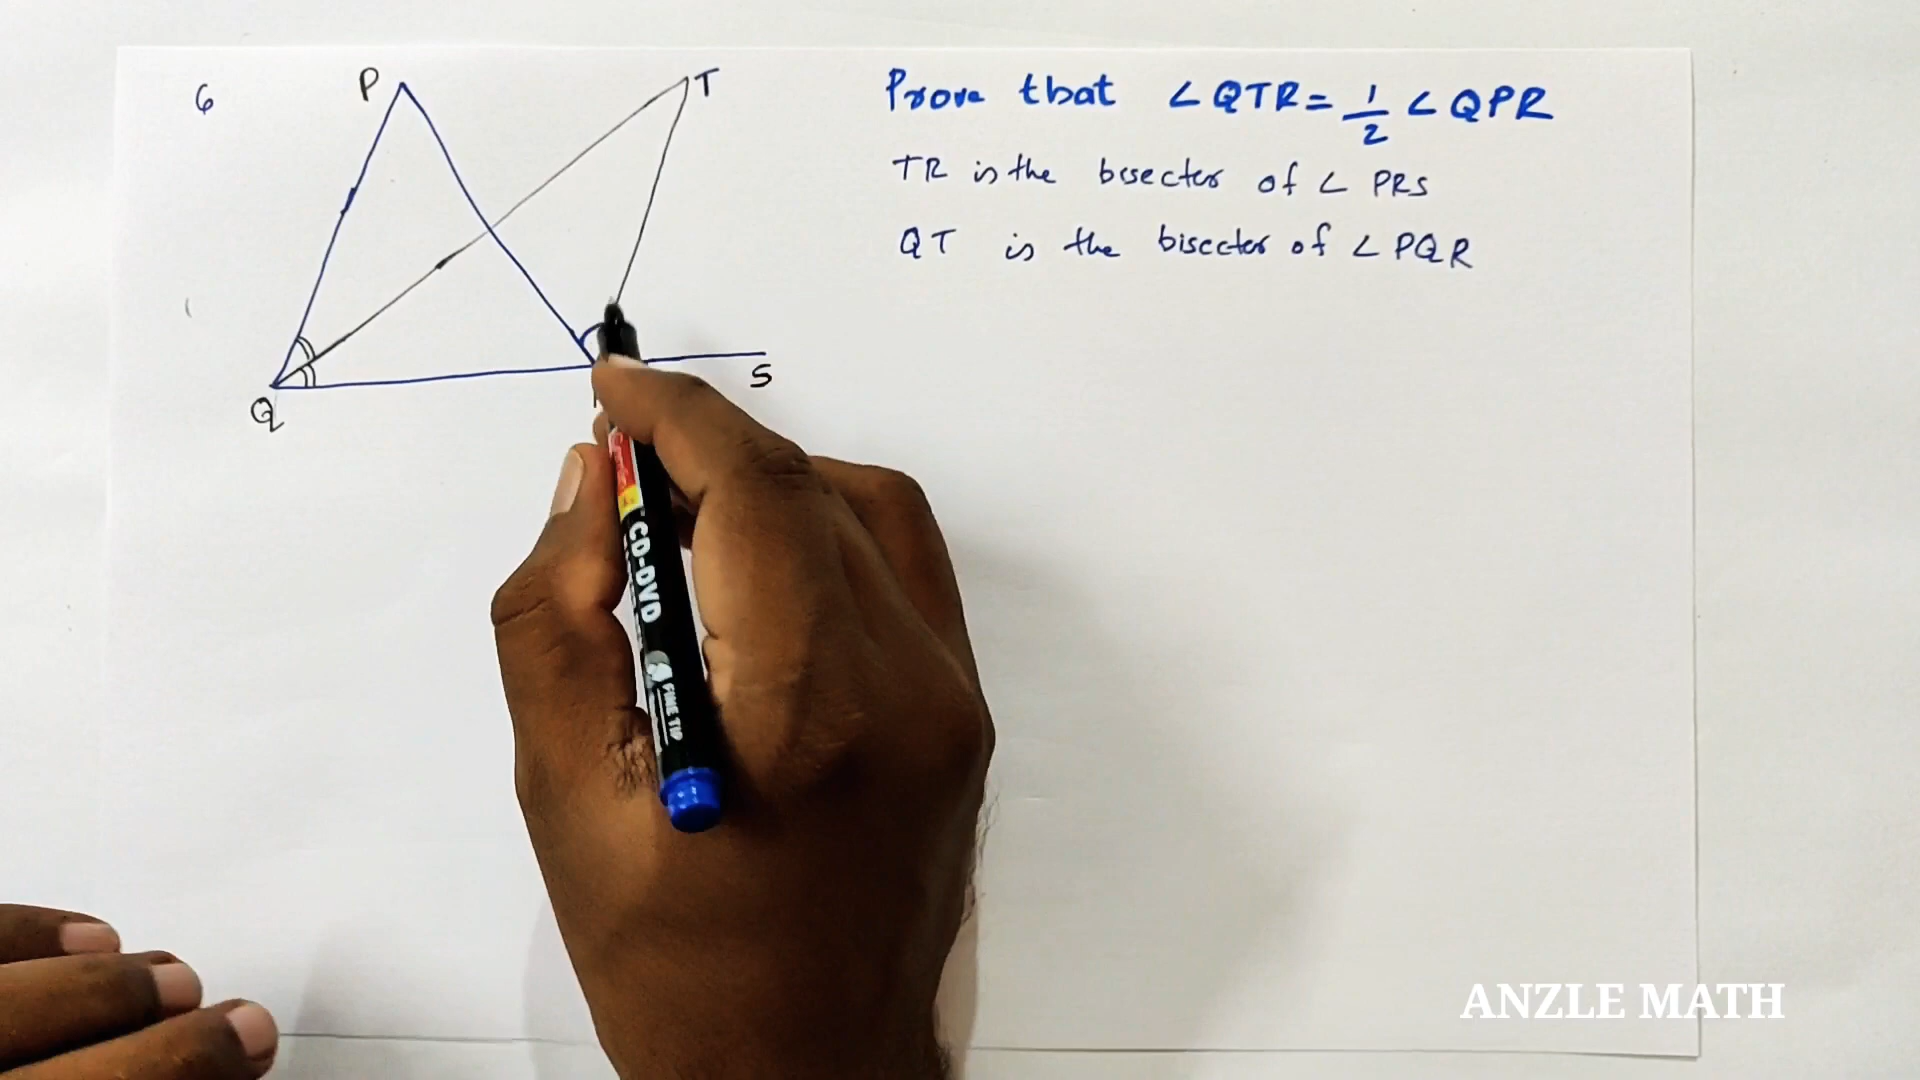 6
P
T
Q
S
Prove that ∠QTR = 1/2 ∠QPR
TR is the bisector of ∠ PRS
QT is the bisector of ∠ PQR
CD-DVD
FINE TIP
ANZLE MATH